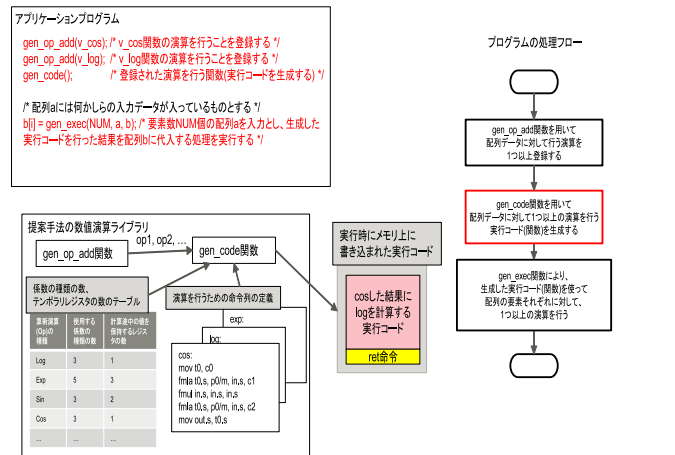 アプリケーションプログラム
gen_op_add(v_cos); /* v_cos関数の演算を行うことを登録する */
gen_op_add(v_log); /* v_log関数の演算を行うことを登録する */
gen_code(); /* 登録された演算を行う関数(実行コードを生成する) */
/* 配列aには何かしらの入力データが入っているものとする */
b[i] = gen_exec(NUM, a, b); /* 要素数NUM個の配列aを入力とし、生成した
実行コードを行った結果を配列bに代入する処理を実行する */
プログラムの処理フロー
gen_op_add関数を用いて
配列データに対して行う演算を
1つ以上登録する
gen_code関数を用いて
配列データに対して1つ以上の演算を行う
実行コード(関数)を生成する
gen_exec関数により、
生成した実行コード(関数)を使って
配列の要素それぞれに対して、
1つ以上の演算を行う
提案手法の数値演算ライブラリ
gen_op_add関数
op1, op2, …
gen_code関数
係数の種類の数、
テンポラリレジスタの数のテーブル
演算を行うための命令列の定義
算術演算(Op)の種類 使用する係数の種類の数 計算途中の値を保持するレジスタの数
Log 3 1
Exp 5 3
Sin 3 2
Cos 3 1
… … …
exp:
log:
cos:
mov t0, c0
fmla t0.s, p0/m, in.s, c1
fmul in.s, in.s, in.s
fmla t0.s, p0/m, in.s, c2
mov out.s, t0.s
実行時にメモリ上に
書き込まれた実行コード
cosした結果に
logを計算する
実行コード
ret命令